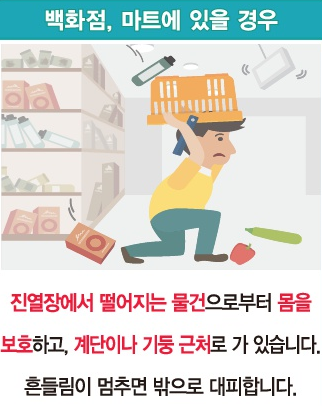 백화점, 마트에 있을 경우
진열장에서 떨어지는 물건으로부터 몸을
보호하고, 계단이나 기둥 근처로 가 있습니다.
흔들림이 멈추면 밖으로 대피합니다.